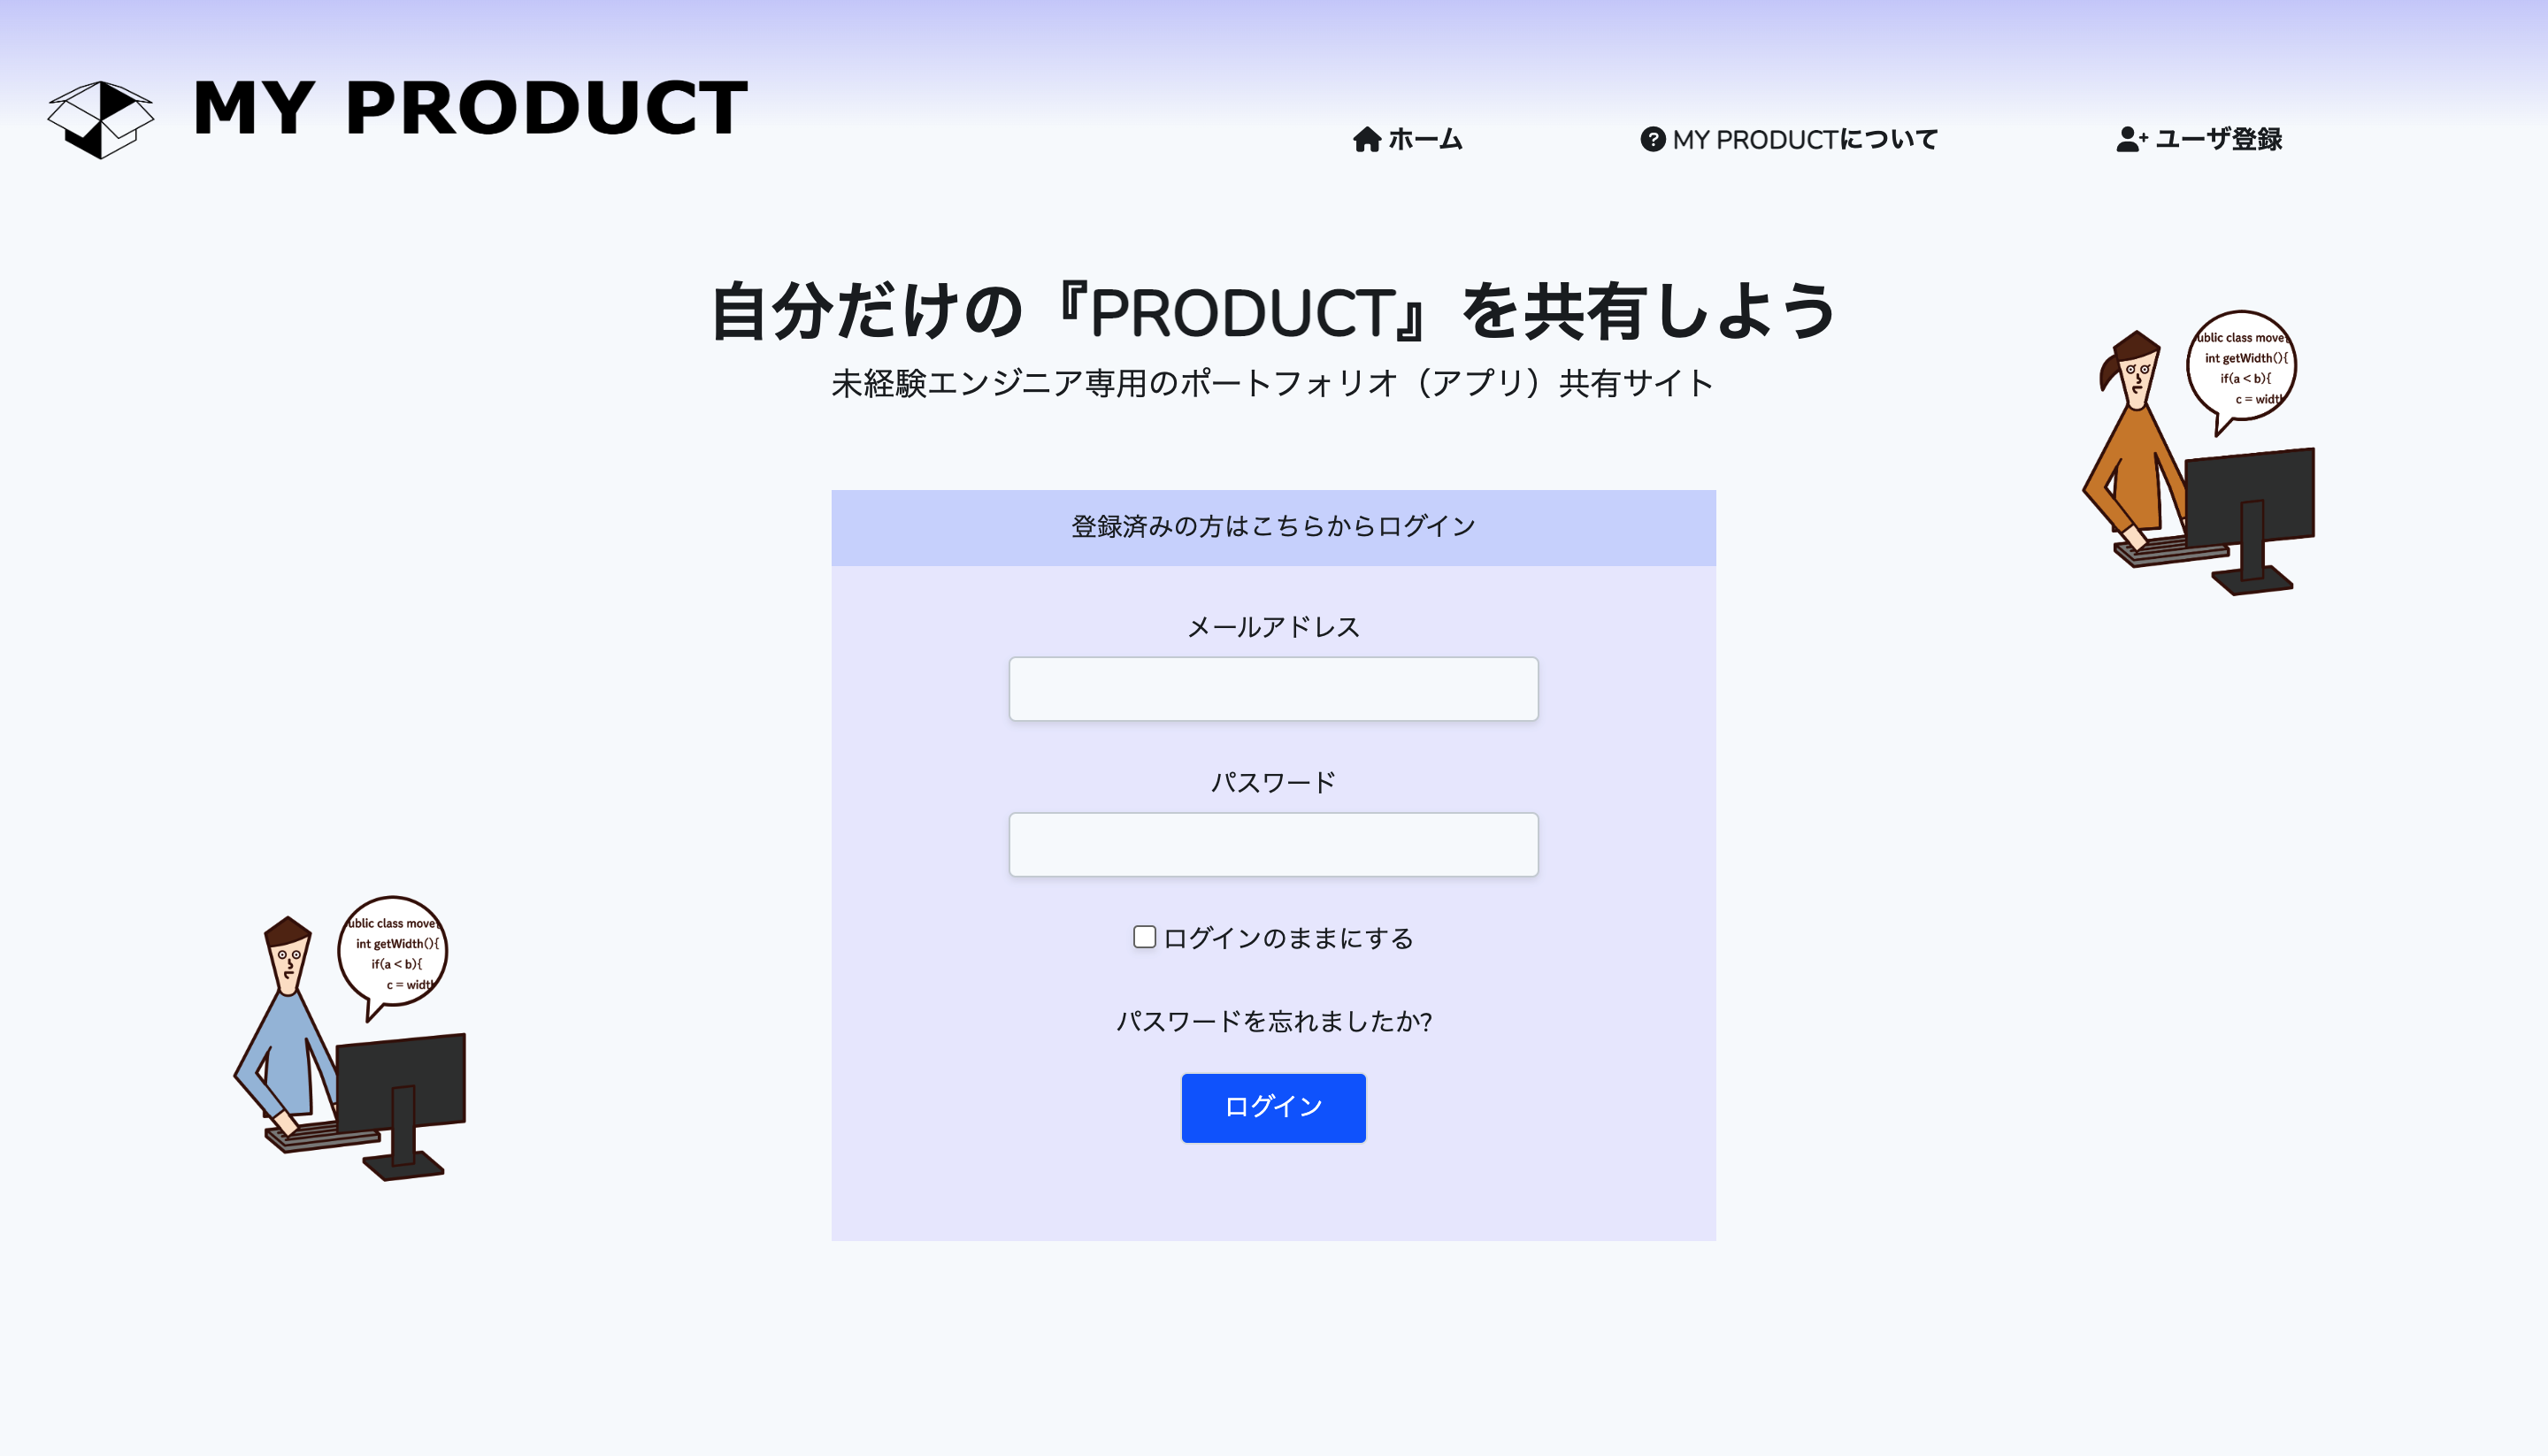 MY PRODUCT
ホーム
MY PRODUCTについて
ユーザ登録
自分だけの『PRODUCT』を共有しよう
未経験エンジニア専用のポートフォリオ（アプリ）共有サイト
ublic class move{
int getWidth(){
if(a < b){
c = width
登録済みの方はこちらからログイン
メールアドレス
パスワード
ログインのままにする
パスワードを忘れましたか?
ログイン
ublic class move{
int getWidth(){
if(a < b){
c = width